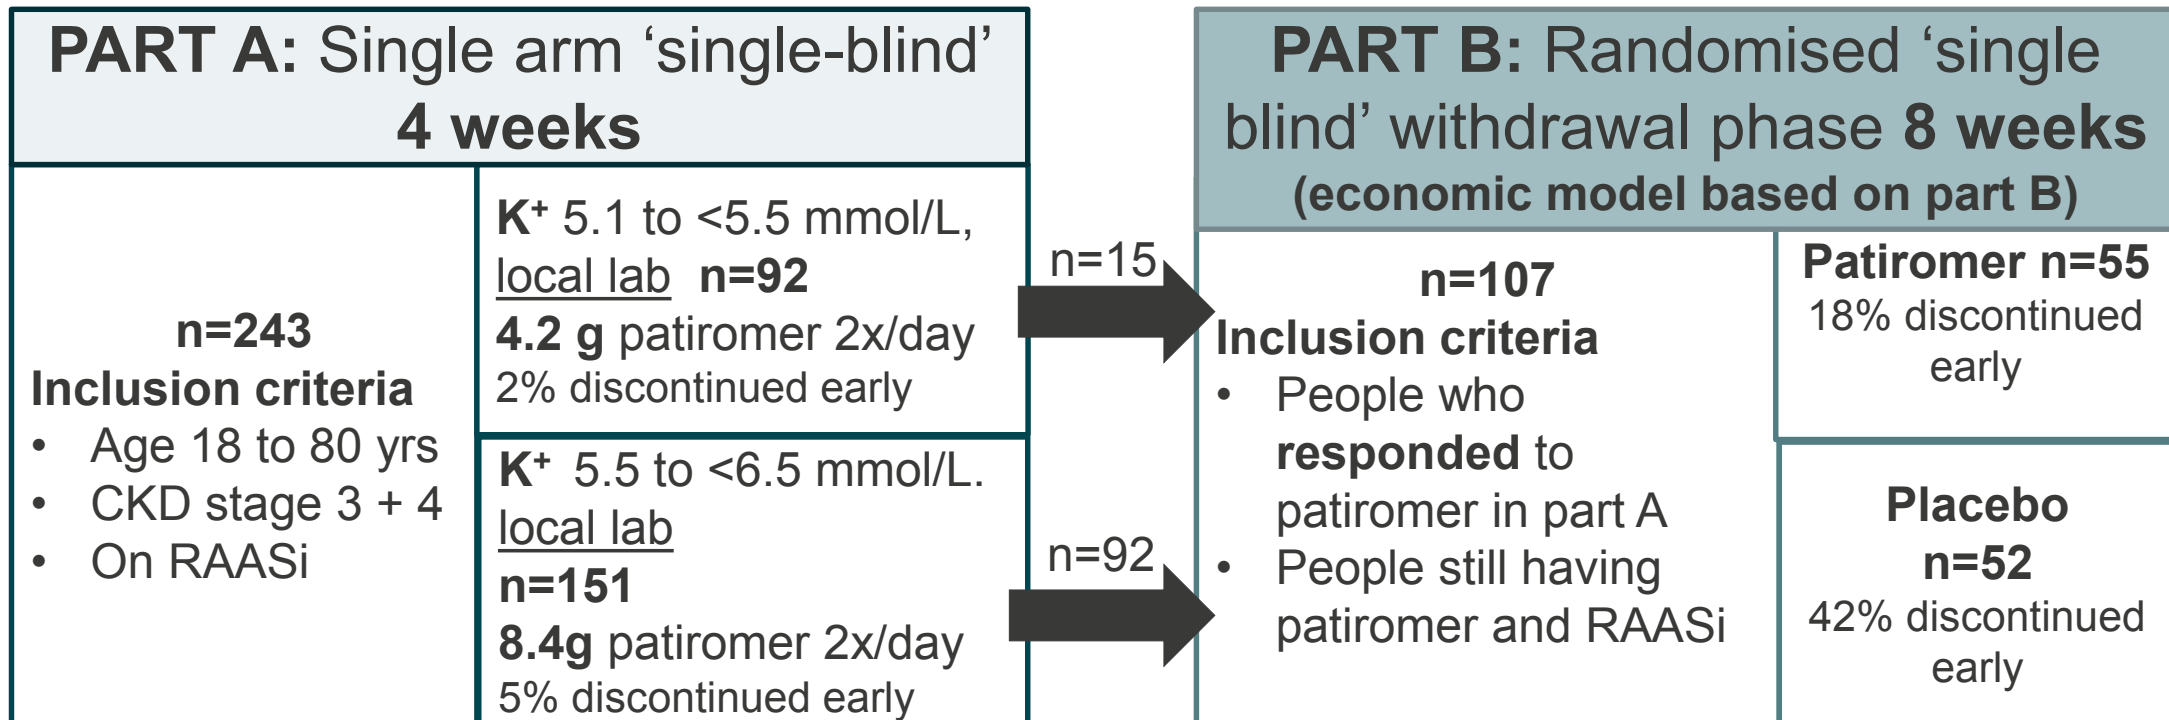 PART A: Single arm ‘single-blind’
4 weeks
n=243
Inclusion criteria
• Age 18 to 80 yrs
• CKD stage 3 + 4
• On RAASi
K⁺ 5.1 to <5.5 mmol/L,
local lab n=92
4.2 g patiromer 2x/day
2% discontinued early
K⁺ 5.5 to <6.5 mmol/L.
local lab
n=151
8.4g patiromer 2x/day
5% discontinued early
n=15
n=92
PART B: Randomised ‘single
blind’ withdrawal phase 8 weeks
(economic model based on part B)
n=107
Inclusion criteria
• People who
responded to
patiromer in part A
• People still having
patiromer and RAASi
Patiromer n=55
18% discontinued
early
Placebo
n=52
42% discontinued
early